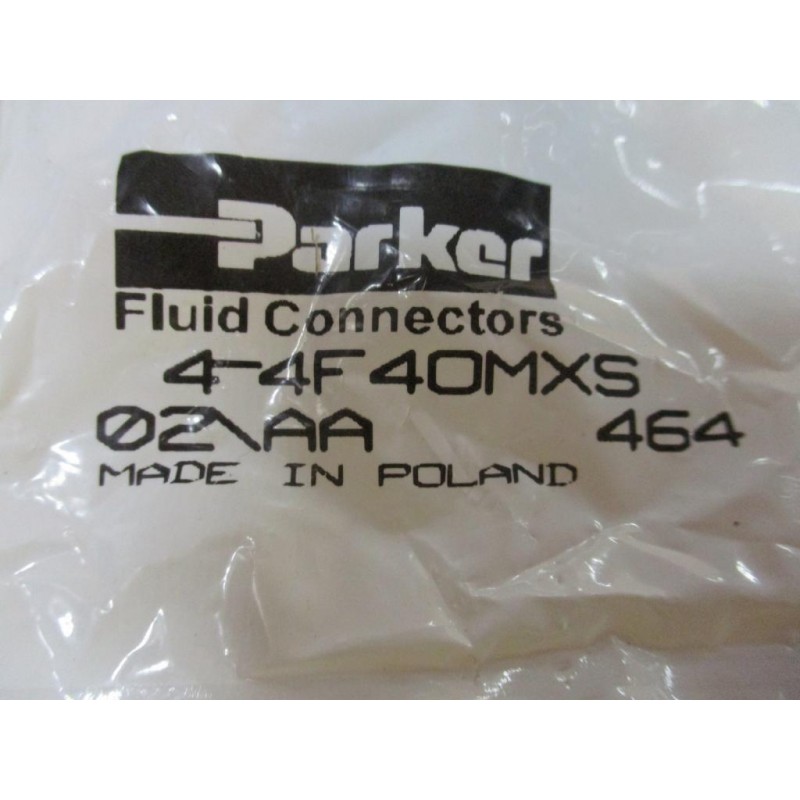 Parker
Fluid Connectors
4-4F40MXS
02\AA 464
MADE IN POLAND